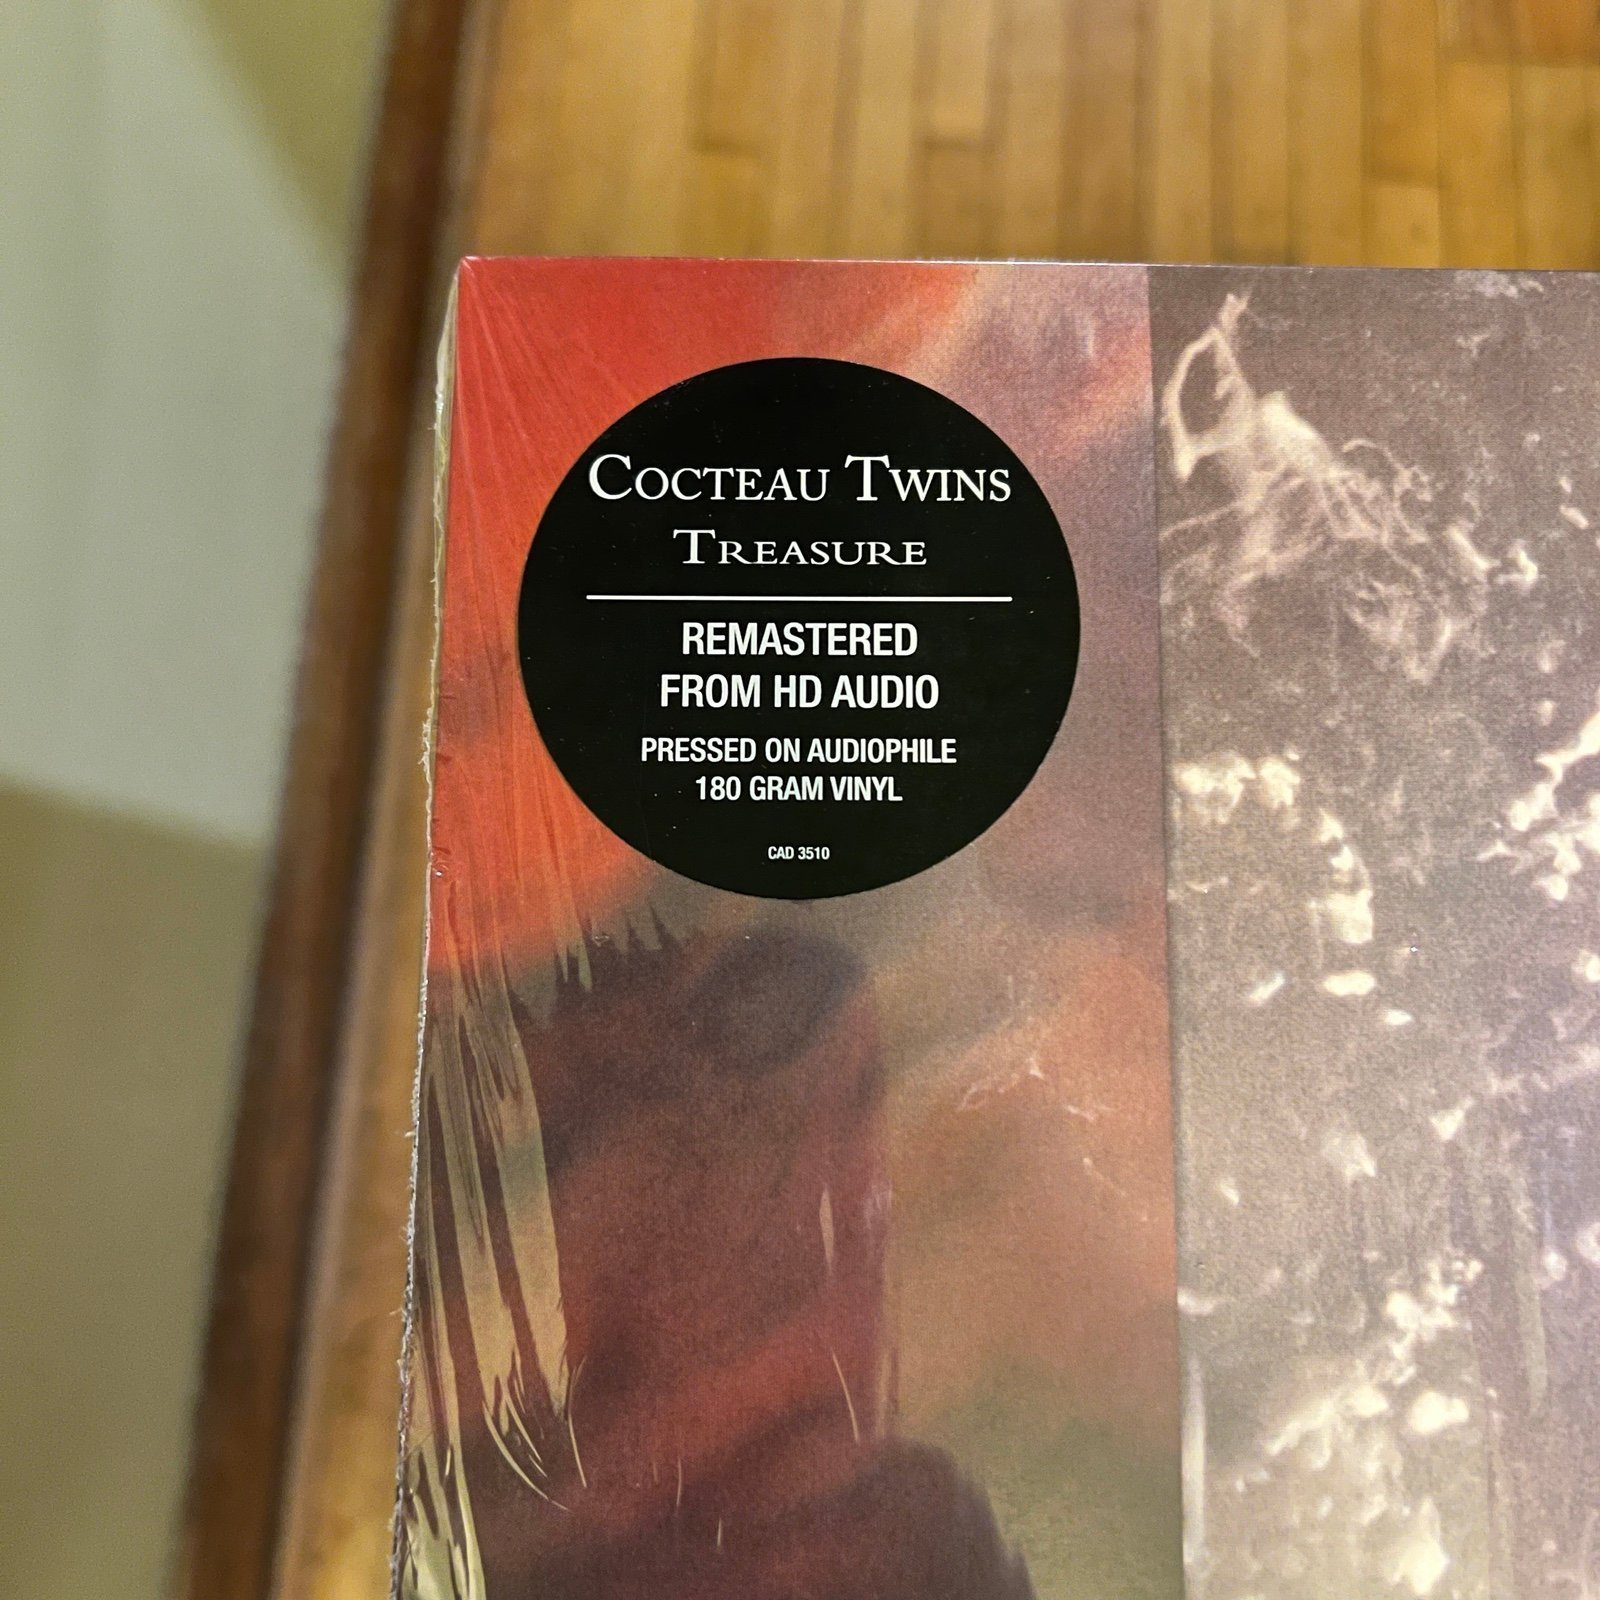 Cocteau Twins
Treasure
REMASTERED
FROM HD AUDIO
PRESSED ON AUDIOPHILE
180 GRAM VINYL
CAD 3510